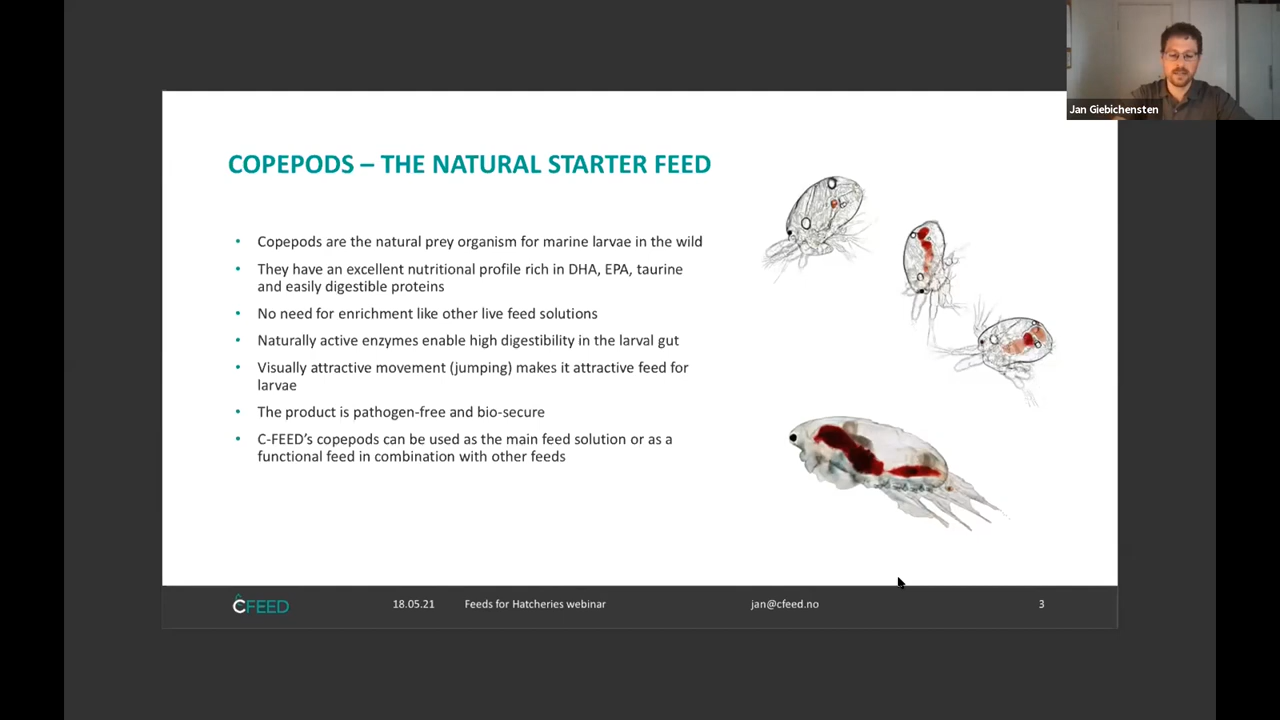 Jan Giebichensten
COPEPODS – THE NATURAL STARTER FEED
• Copepods are the natural prey organism for marine larvae in the wild
• They have an excellent nutritional profile rich in DHA, EPA, taurine
and easily digestible proteins
• No need for enrichment like other live feed solutions
• Naturally active enzymes enable high digestibility in the larval gut
• Visually attractive movement (jumping) makes it attractive feed for
larvae
• The product is pathogen-free and bio-secure
• C-FEED’s copepods can be used as the main feed solution or as a
functional feed in combination with other feeds
CFEED
18.05.21
Feeds for Hatcheries webinar
jan@cfeed.no
3